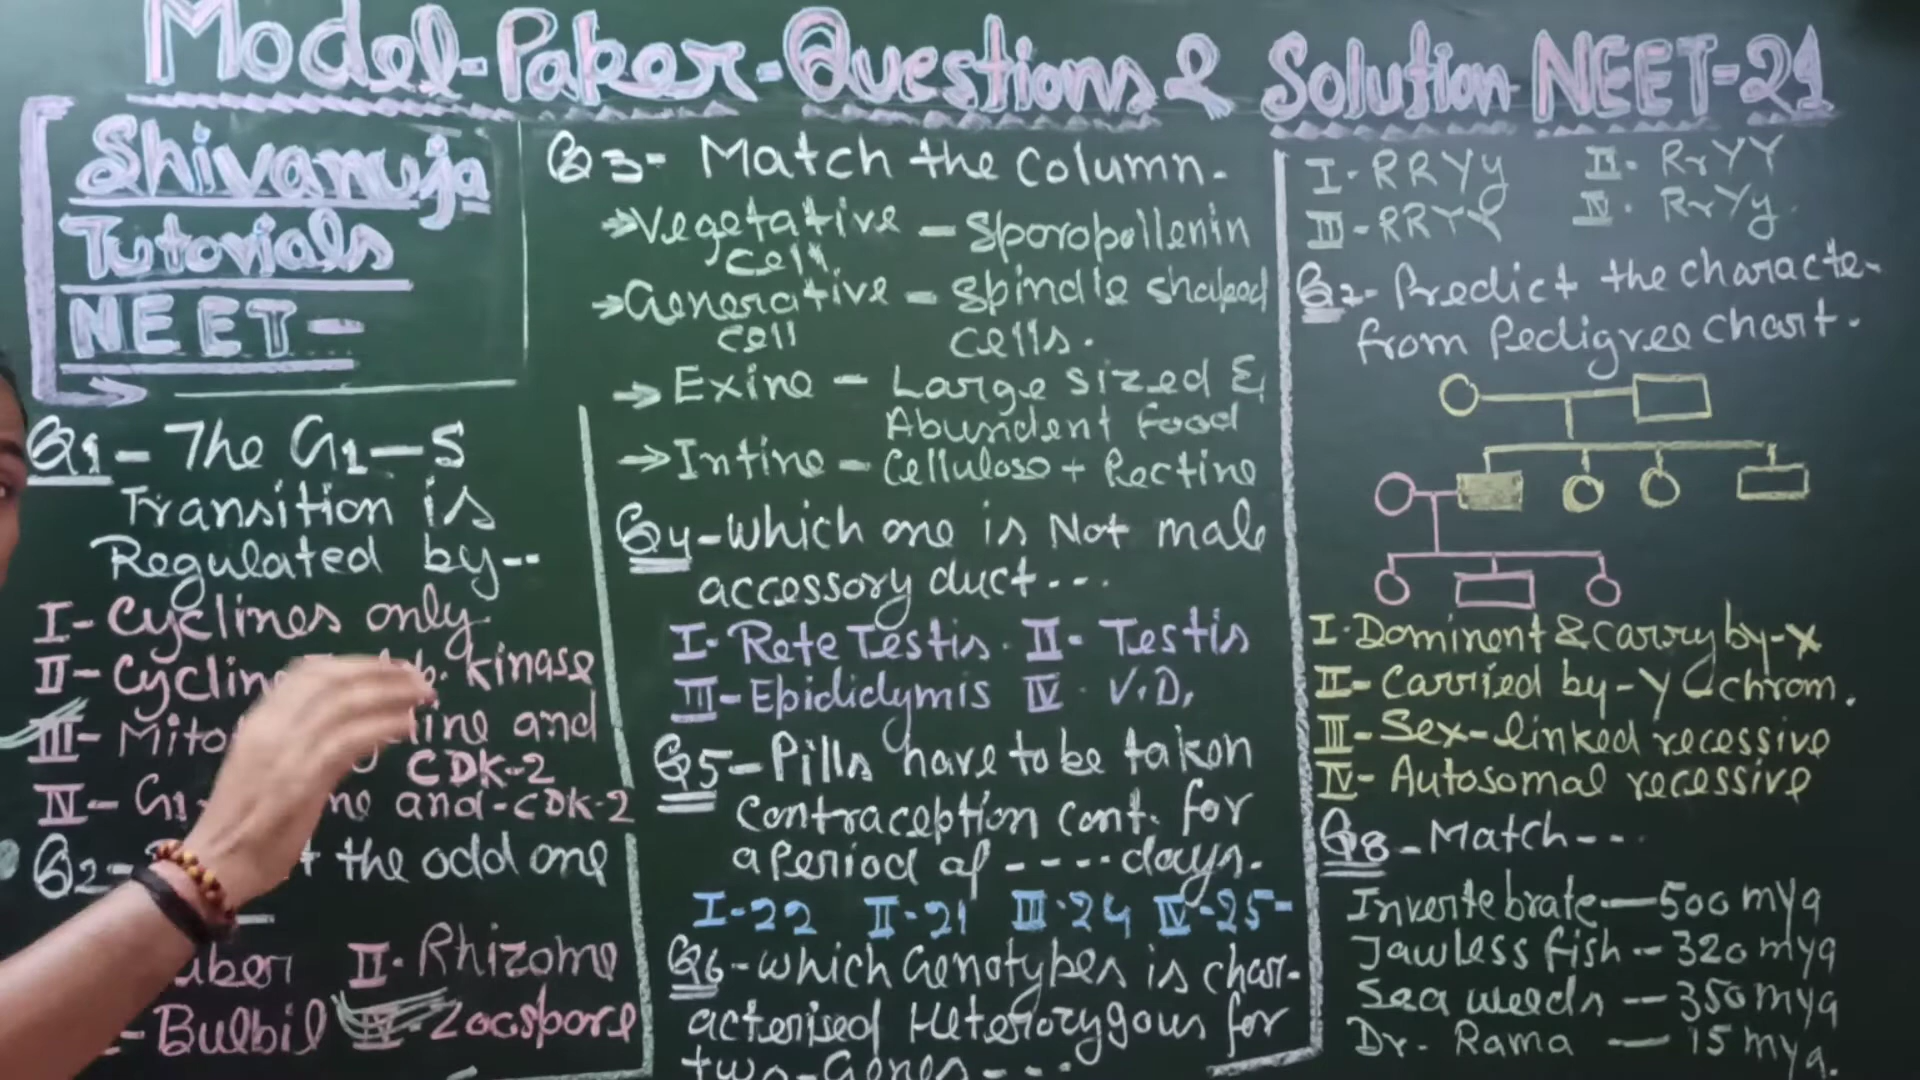 Model-Paker-Questions & Solution NEET-21
Shivanuja
Tutorials
NEET-
Q1- The G1-S
Transition is
Regulated by--
I- Cyclines only
II- Cyclin kinase
III- Mito and
CDK-2
IV- G1 and-CDK-2
Q2- the odd one
II- Rhizome
-Bulbil IV- Zoospore
Q3- Match the column-
→Vegetative - Sporopollenin
cell
→Generative - Spindle shaped
cell cells.
→ Exine - Large sized &
Abundent food
→ Intine - Cellulose + Pectine
Q4-which one is Not male
accessory duct...
I- Rete Testis. II- Testis
III- Epididymis IV. V.D.
Q5- Pills have to be taken
Contraception cont. for
a Period of ---- days.
I-22 II-21 III-24 IV-25-
Q6-which Genotypes is char-
acterised Heterozygous for
two-Genes----
I- RRYy II- RrYY
III- RRYY IV. RrYy.
Q7- Predict the characte-
from Pedigree chart.
I. Dominent & carry by-X
II- Carried by-Y-chrom.
III- Sex-linked recessive
IV- Autosomal recessive
Q8- Match---
Invertebrate - 500 mya
Jawless fish -- 320 mya
Sea weeds - 350 mya
Dr. Rama - 15 mya.